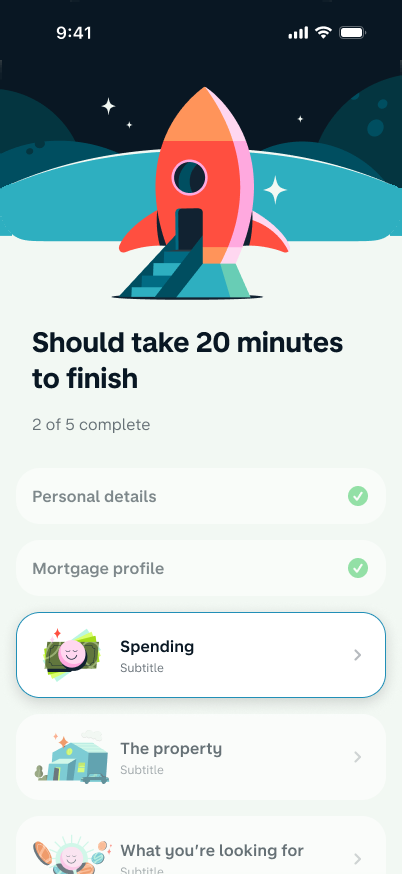 9:41
Should take 20 minutes
to finish
2 of 5 complete
Personal details
Mortgage profile
Spending
Subtitle
The property
Subtitle
What you're looking for
Subtitle